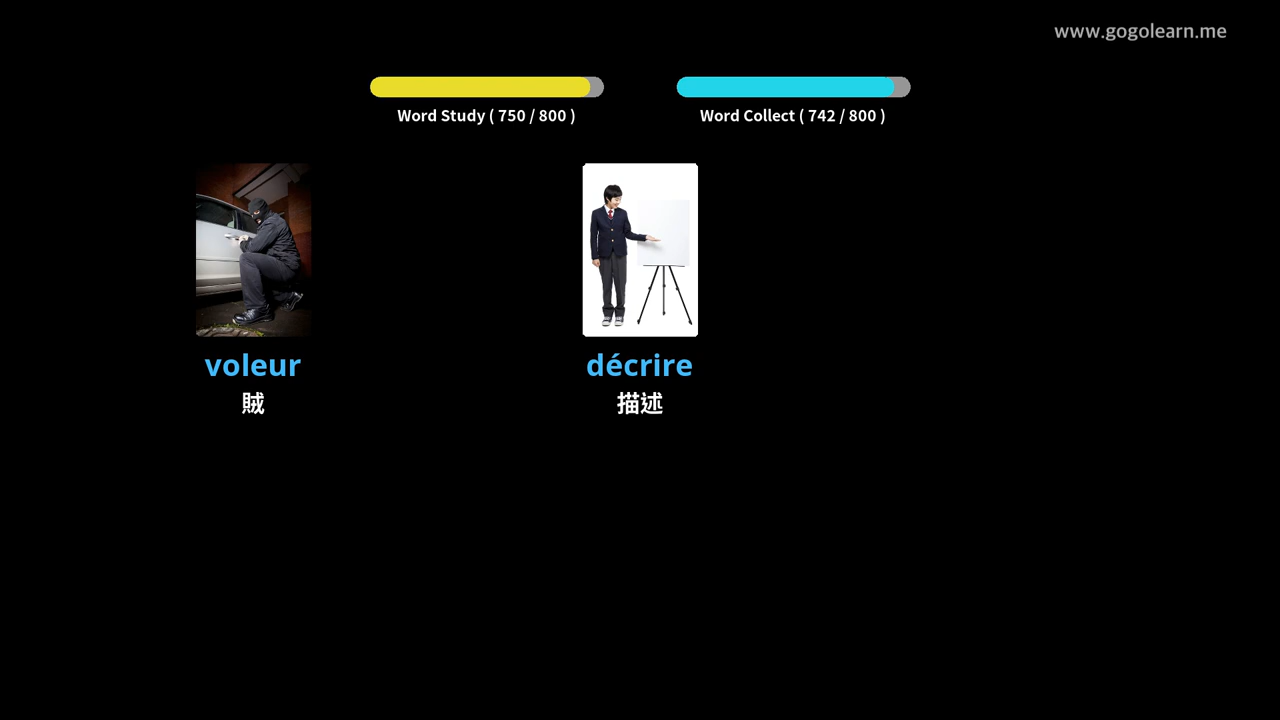 www.gogolearn.me
Word Study ( 750 / 800 )
Word Collect ( 742 / 800 )
voleur
賊
décrire
描述